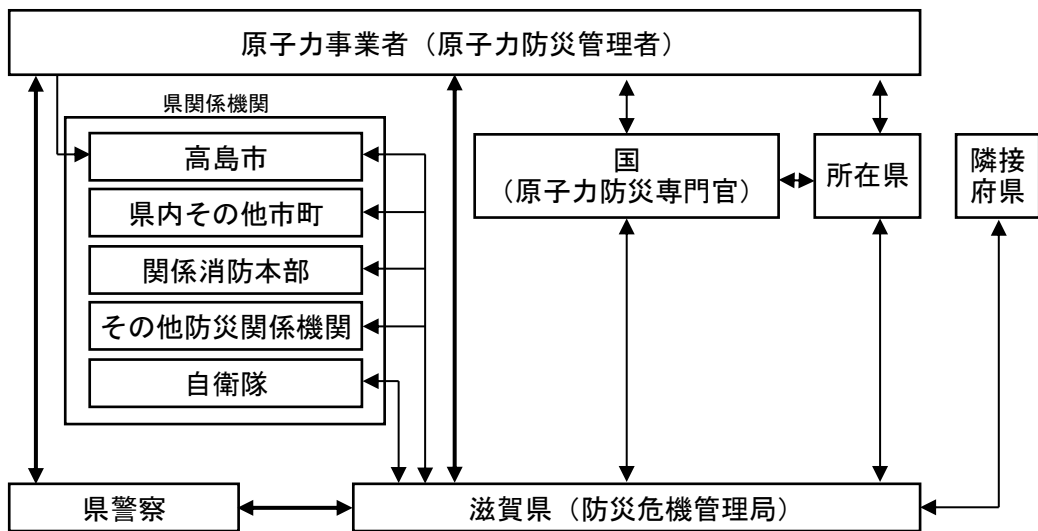 原子力事業者（原子力防災管理者）
県関係機関
高島市
県内その他市町
関係消防本部
その他防災関係機関
自衛隊
国
（原子力防災専門官）
所在県
隣接
府県
県警察
滋賀県（防災危機管理局）